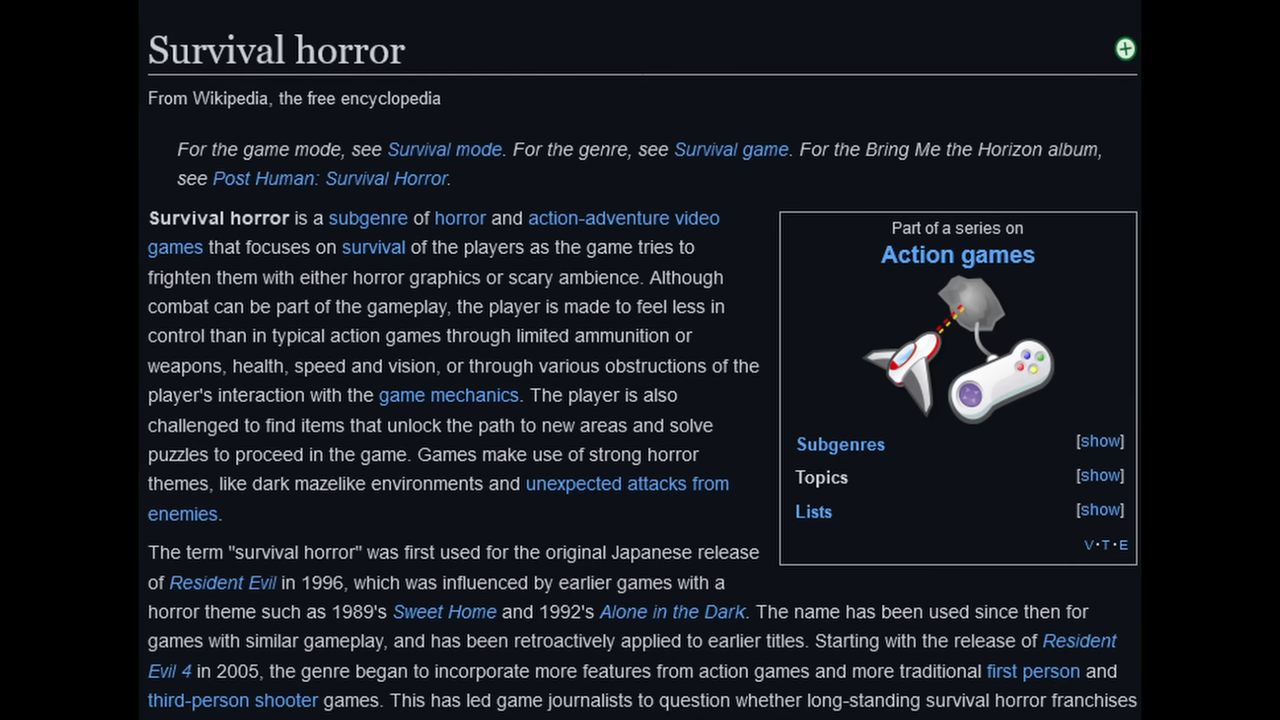 Survival horror
From Wikipedia, the free encyclopedia
For the game mode, see Survival mode. For the genre, see Survival game. For the Bring Me the Horizon album,
see Post Human: Survival Horror.
Survival horror is a subgenre of horror and action-adventure video
games that focuses on survival of the players as the game tries to
frighten them with either horror graphics or scary ambience. Although
combat can be part of the gameplay, the player is made to feel less in
control than in typical action games through limited ammunition or
weapons, health, speed and vision, or through various obstructions of the
player's interaction with the game mechanics. The player is also
challenged to find items that unlock the path to new areas and solve
puzzles to proceed in the game. Games make use of strong horror
themes, like dark mazelike environments and unexpected attacks from
enemies.
Part of a series on
Action games
Subgenres [show]
Topics [show]
Lists [show]
V·T·E
The term "survival horror" was first used for the original Japanese release
of Resident Evil in 1996, which was influenced by earlier games with a
horror theme such as 1989's Sweet Home and 1992's Alone in the Dark. The name has been used since then for
games with similar gameplay, and has been retroactively applied to earlier titles. Starting with the release of Resident
Evil 4 in 2005, the genre began to incorporate more features from action games and more traditional first person and
third-person shooter games. This has led game journalists to question whether long-standing survival horror franchises